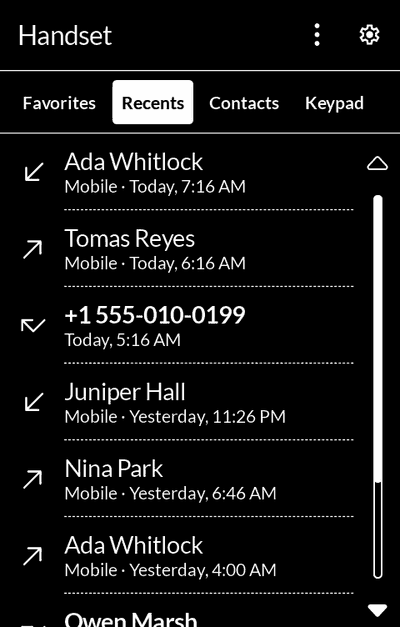 Handset
Favorites Recents Contacts Keypad
Ada Whitlock
Mobile · Today, 7:16 AM
Tomas Reyes
Mobile · Today, 6:16 AM
+1 555-010-0199
Today, 5:16 AM
Juniper Hall
Mobile · Yesterday, 11:26 PM
Nina Park
Mobile · Yesterday, 6:46 AM
Ada Whitlock
Mobile · Yesterday, 4:00 AM
Owen Marsh